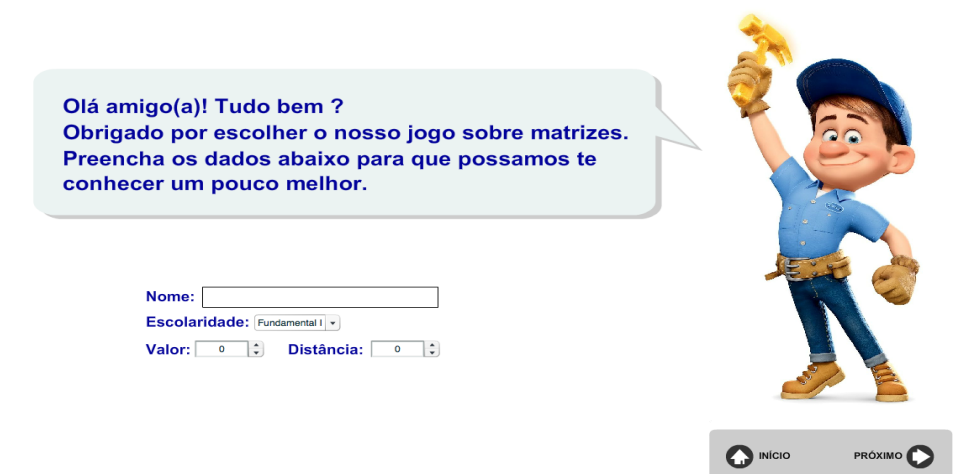 Olá amigo(a)! Tudo bem ?
Obrigado por escolher o nosso jogo sobre matrizes.
Preencha os dados abaixo para que possamos te
conhecer um pouco melhor.
Nome:
Escolaridade: Fundamental I
Valor: 0 Distância: 0
INÍCIO PRÓXIMO